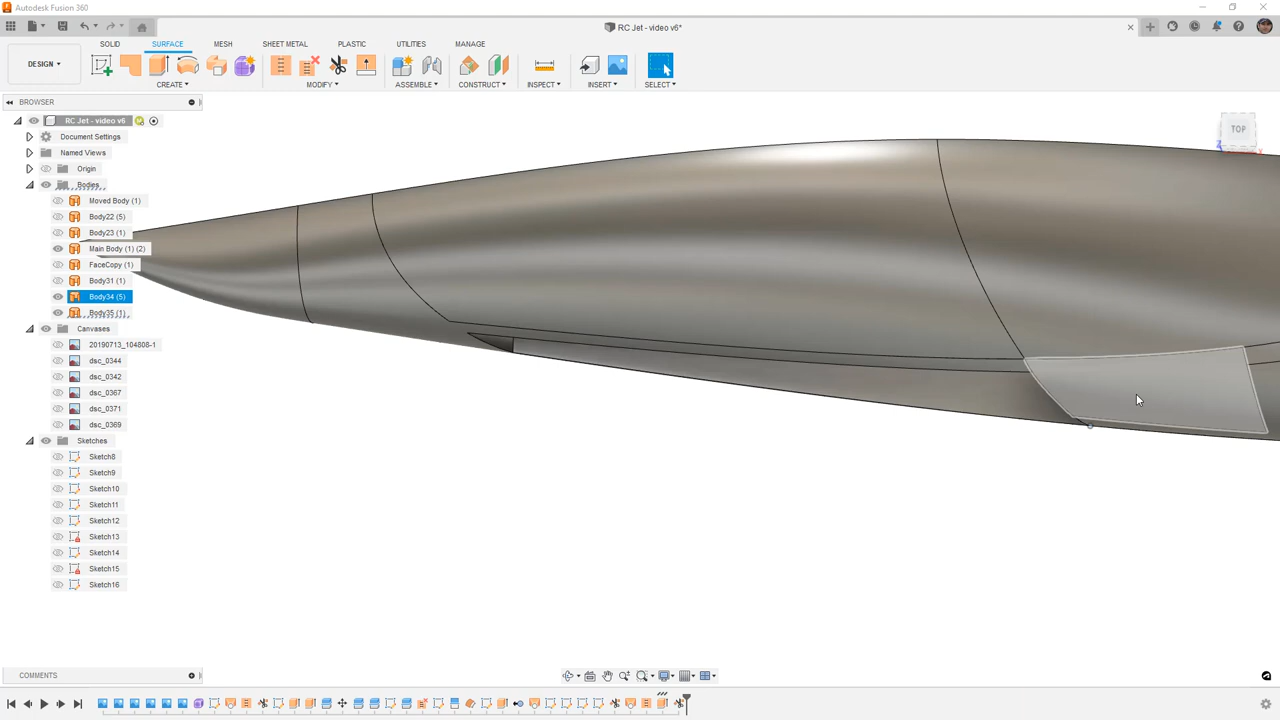 Autodesk Fusion 360
RC Jet - video v6*
DESIGN
SOLID
SURFACE
MESH
SHEET METAL
PLASTIC
UTILITIES
MANAGE
CREATE
MODIFY
ASSEMBLE
CONSTRUCT
INSPECT
INSERT
SELECT
BROWSER
RC Jet - video v6
Document Settings
Named Views
Origin
Bodies
Moved Body (1)
Body22 (5)
Body23 (1)
Main Body (1) (2)
FaceCopy (1)
Body31 (1)
Body34 (5)
Body35 (1)
Canvases
20190713_104808-1
dsc_0344
dsc_0342
dsc_0367
dsc_0371
dsc_0369
Sketches
Sketch8
Sketch9
Sketch10
Sketch11
Sketch12
Sketch13
Sketch14
Sketch15
Sketch16
TOP
Z
X
COMMENTS